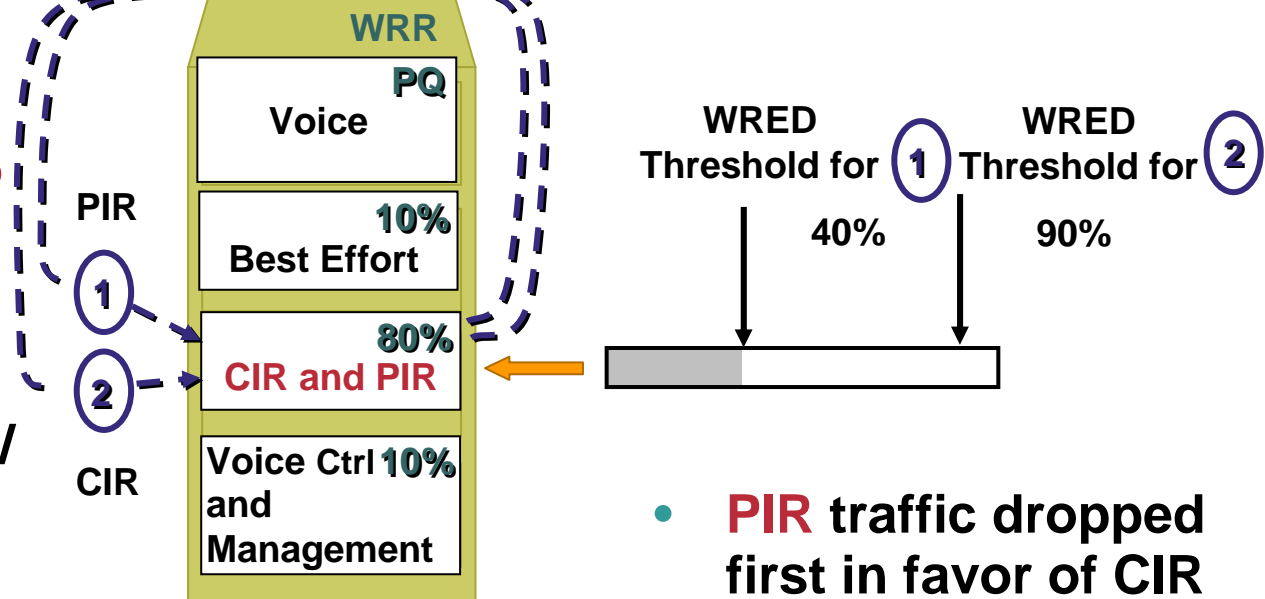 WRR
PQ
Voice
10%
Best Effort
80%
CIR and PIR
Voice Ctrl 10%
and
Management
PIR
1
2
CIR
WRED
Threshold for 1
40%
WRED
Threshold for 2
90%
• PIR traffic dropped
first in favor of CIR